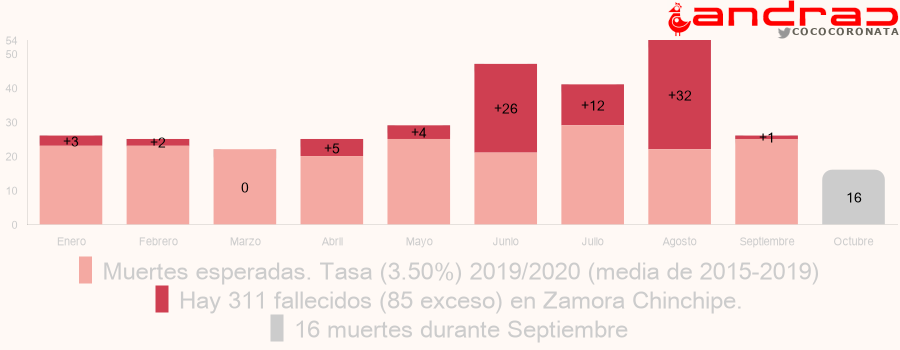 andrac
COCOCORONATA
54
50
40
30
20
10
0
+3
+2
0
+5
+4
+26
+12
+32
+1
16
Enero Febrero Marzo Abril Mayo Junio Julio Agosto Septiembre Octubre
Muertes esperadas. Tasa (3.50%) 2019/2020 (media de 2015-2019)
Hay 311 fallecidos (85 exceso) en Zamora Chinchipe.
16 muertes durante Septiembre